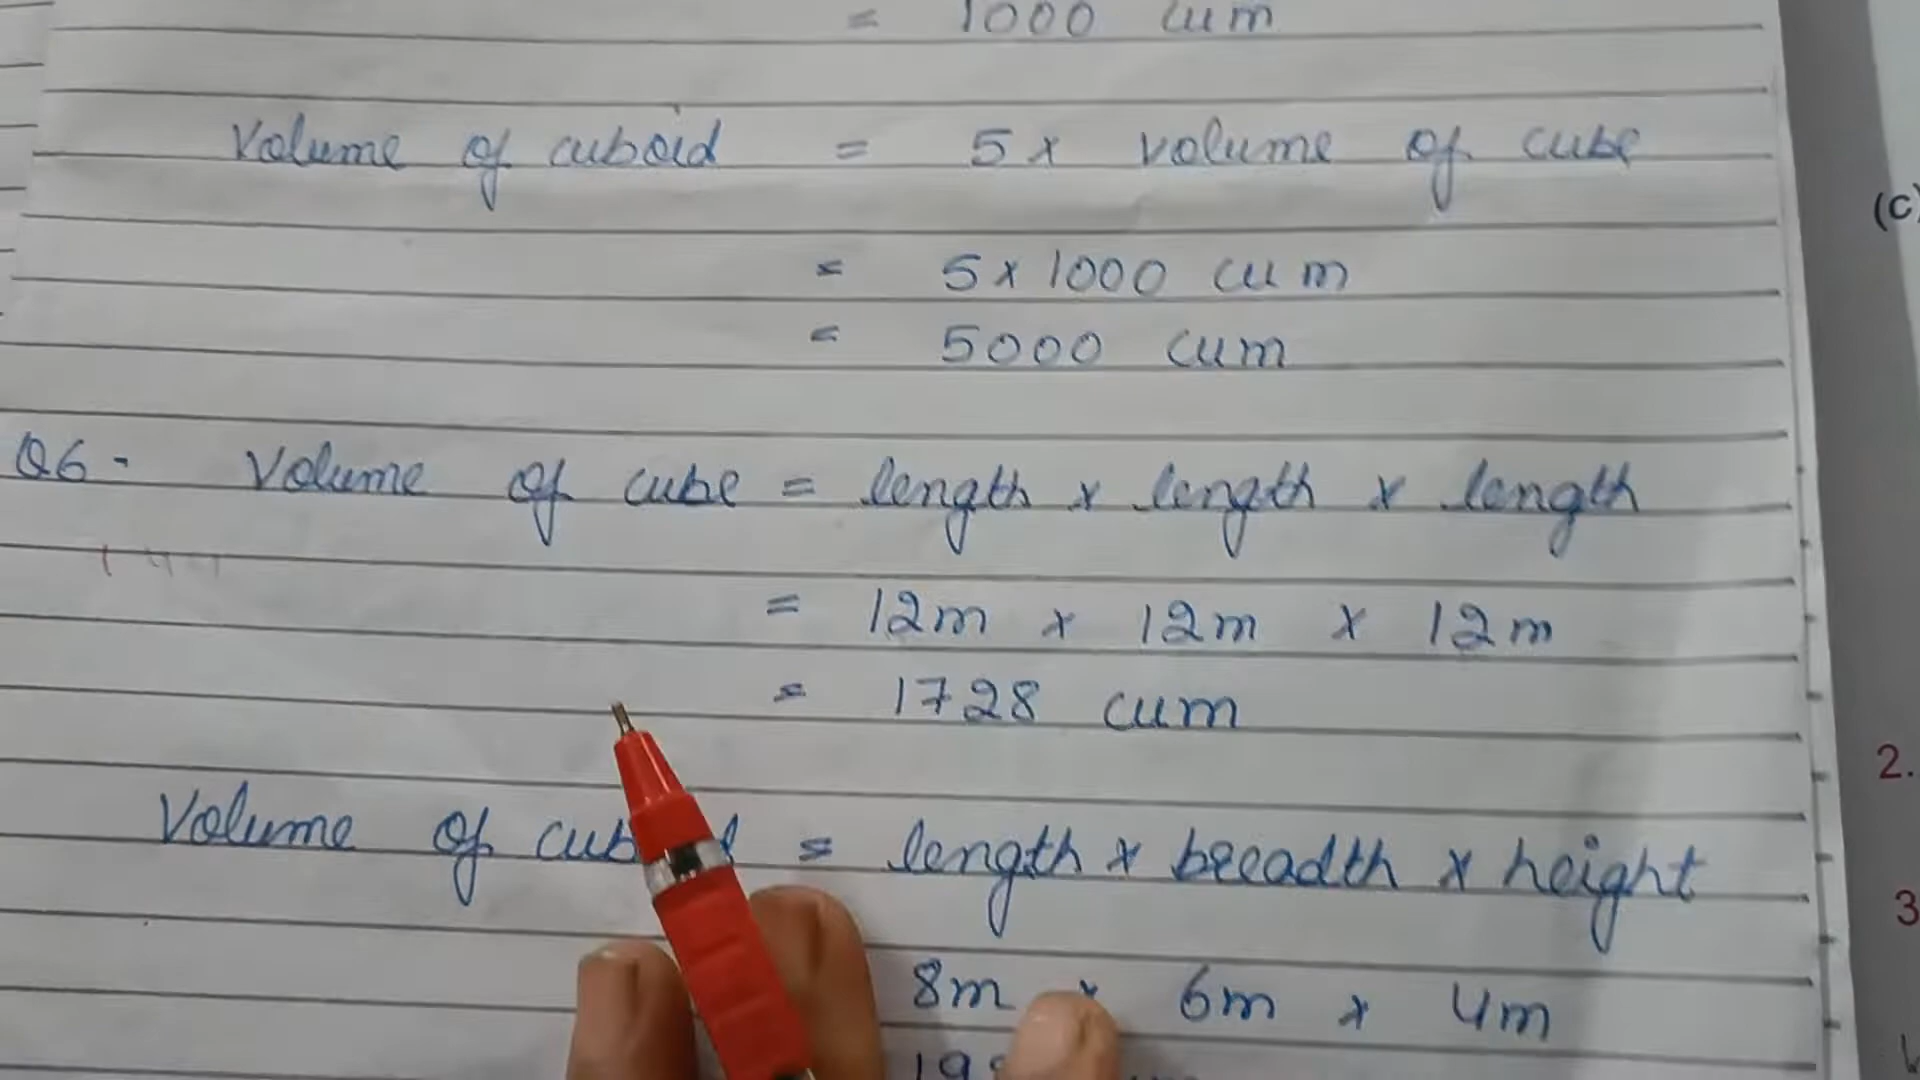 = 1000 cum
Volume of cuboid = 5 x volume of cube
(c)
= 5 x 1000 cum
= 5000 cum
Q6 - Volume of cube = length x length x length
= 12m x 12m x 12m
= 1728 cum
2.
Volume of = length x breadth x height
3
8m x 6m x 4m